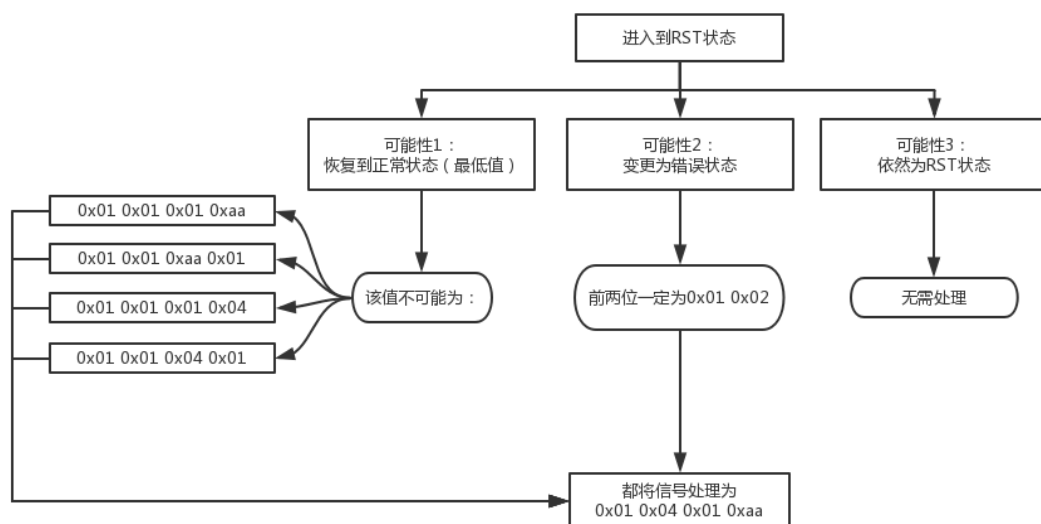 进入到RST状态
可能性1：
恢复到正常状态（最低值）
可能性2：
变更为错误状态
可能性3：
依然为RST状态
0x01 0x01 0x01 0xaa
0x01 0x01 0xaa 0x01
0x01 0x01 0x01 0x04
0x01 0x01 0x04 0x01
该值不可能为：
前两位一定为0x01 0x02
无需处理
都将信号处理为
0x01 0x04 0x01 0xaa